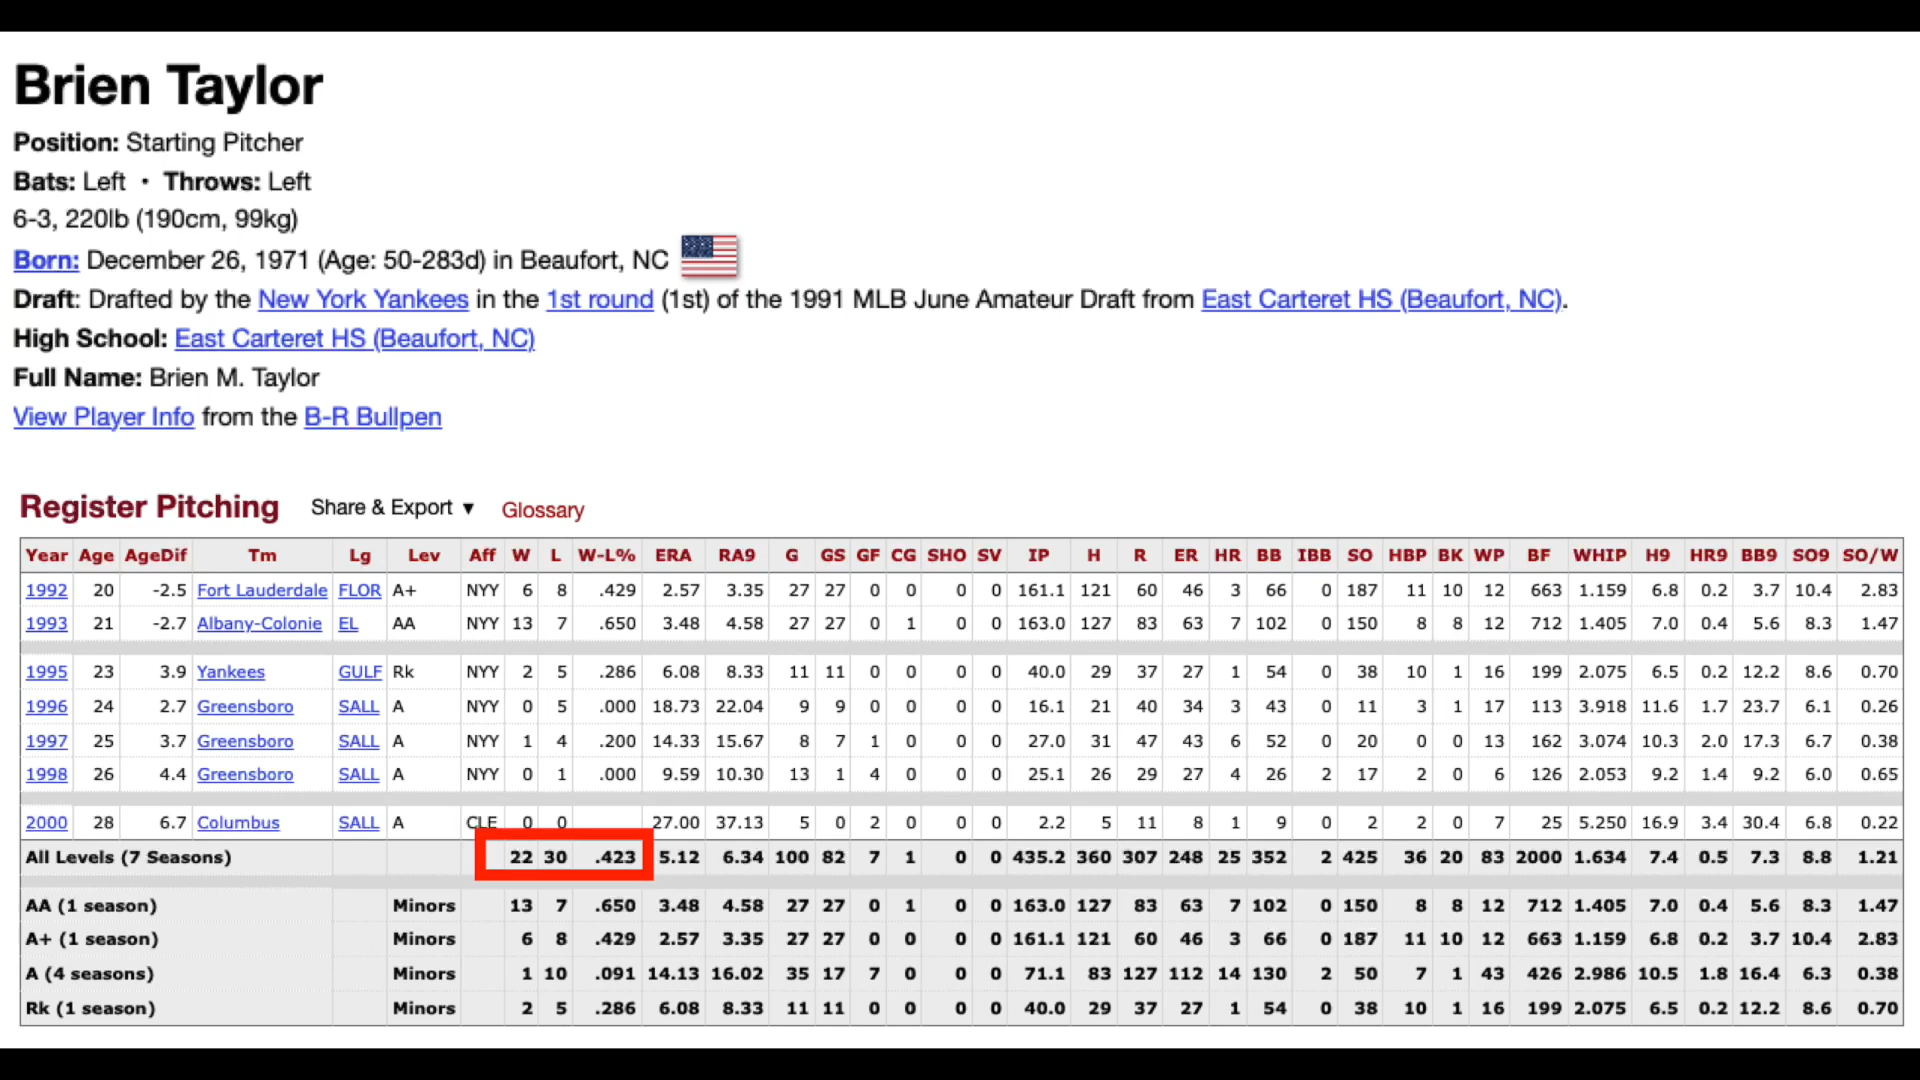 Brien Taylor
Position: Starting Pitcher
Bats: Left • Throws: Left
6-3, 220lb (190cm, 99kg)
Born: December 26, 1971 (Age: 50-283d) in Beaufort, NC
Draft: Drafted by the New York Yankees in the 1st round (1st) of the 1991 MLB June Amateur Draft from East Carteret HS (Beaufort, NC).
High School: East Carteret HS (Beaufort, NC)
Full Name: Brien M. Taylor
View Player Info from the B-R Bullpen
Register Pitching Share & Export ▼ Glossary
Year Age AgeDif Tm Lg Lev Aff W L W-L% ERA RA9 G GS GF CG SHO SV IP H R ER HR BB IBB SO HBP BK WP BF WHIP H9 HR9 BB9 SO9 SO/W
1992 20 -2.5 Fort Lauderdale FLOR A+ NYY 6 8 .429 2.57 3.35 27 27 0 0 0 0 161.1 121 60 46 3 66 0 187 11 10 12 663 1.159 6.8 0.2 3.7 10.4 2.83
1993 21 -2.7 Albany-Colonie EL AA NYY 13 7 .650 3.48 4.58 27 27 0 1 0 0 163.0 127 83 63 7 102 0 150 8 8 12 712 1.405 7.0 0.4 5.6 8.3 1.47
1995 23 3.9 Yankees GULF Rk NYY 2 5 .286 6.08 8.33 11 11 0 0 0 0 40.0 29 37 27 1 54 0 38 10 1 16 199 2.075 6.5 0.2 12.2 8.6 0.70
1996 24 2.7 Greensboro SALL A NYY 0 5 .000 18.73 22.04 9 9 0 0 0 0 16.1 21 40 34 3 43 0 11 3 1 17 113 3.918 11.6 1.7 23.7 6.1 0.26
1997 25 3.7 Greensboro SALL A NYY 1 4 .200 14.33 15.67 8 7 1 0 0 0 27.0 31 47 43 6 52 0 20 0 0 13 162 3.074 10.3 2.0 17.3 6.7 0.38
1998 26 4.4 Greensboro SALL A NYY 0 1 .000 9.59 10.30 13 1 4 0 0 0 25.1 26 29 27 4 26 2 17 2 0 6 126 2.053 9.2 1.4 9.2 6.0 0.65
2000 28 6.7 Columbus SALL A CLE 0 0 27.00 37.13 5 0 2 0 0 0 2.2 5 11 8 1 9 0 2 2 0 7 25 5.250 16.9 3.4 30.4 6.8 0.22
All Levels (7 Seasons) 22 30 .423 5.12 6.34 100 82 7 1 0 0 435.2 360 307 248 25 352 2 425 36 20 83 2000 1.634 7.4 0.5 7.3 8.8 1.21
AA (1 season) Minors 13 7 .650 3.48 4.58 27 27 0 1 0 0 163.0 127 83 63 7 102 0 150 8 8 12 712 1.405 7.0 0.4 5.6 8.3 1.47
A+ (1 season) Minors 6 8 .429 2.57 3.35 27 27 0 0 0 0 161.1 121 60 46 3 66 0 187 11 10 12 663 1.159 6.8 0.2 3.7 10.4 2.83
A (4 seasons) Minors 1 10 .091 14.13 16.02 35 17 7 0 0 0 71.1 83 127 112 14 130 2 50 7 1 43 426 2.986 10.5 1.8 16.4 6.3 0.38
Rk (1 season) Minors 2 5 .286 6.08 8.33 11 11 0 0 0 0 40.0 29 37 27 1 54 0 38 10 1 16 199 2.075 6.5 0.2 12.2 8.6 0.70